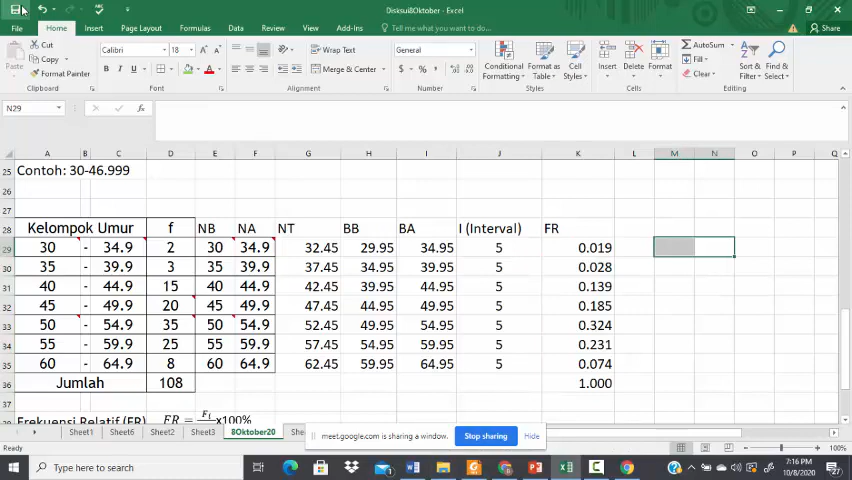 Disksui8Oktober - Excel
File Home Insert Page Layout Formulas Data Review View Add-Ins Tell me what you want to do... Share
Cut
Copy
Format Painter
Paste
Clipboard
Calibri 18
B I U
Font
Wrap Text
Merge & Center
Alignment
General
$ % ,
Number
Conditional Formatting
Format as Table
Cell Styles
Styles
Insert Delete Format
Cells
AutoSum
Fill
Clear
Sort & Filter
Find & Select
Editing
N29 fx
A B C D E F G H I J K L M N O P Q
25 Contoh: 30-46.999
26
27
28 Kelompok Umur f NB NA NT BB BA I (Interval) FR
29 30 - 34.9 2 30 34.9 32.45 29.95 34.95 5 0.019
30 35 - 39.9 3 35 39.9 37.45 34.95 39.95 5 0.028
31 40 - 44.9 15 40 44.9 42.45 39.95 44.95 5 0.139
32 45 - 49.9 20 45 49.9 47.45 44.95 49.95 5 0.185
33 50 - 54.9 35 50 54.9 52.45 49.95 54.95 5 0.324
34 55 - 59.9 25 55 59.9 57.45 54.95 59.95 5 0.231
35 60 - 64.9 8 60 64.9 62.45 59.95 64.95 5 0.074
36 Jumlah 108 1.000
37
Frekuensi Relatif (FR) FR = Fi x100%
Sheet1 Sheet6 Sheet2 Sheet3 8Oktober20
meet.google.com is sharing a window. Stop sharing Hide
Ready 100%
Type here to search
7:16 PM
10/8/2020
27